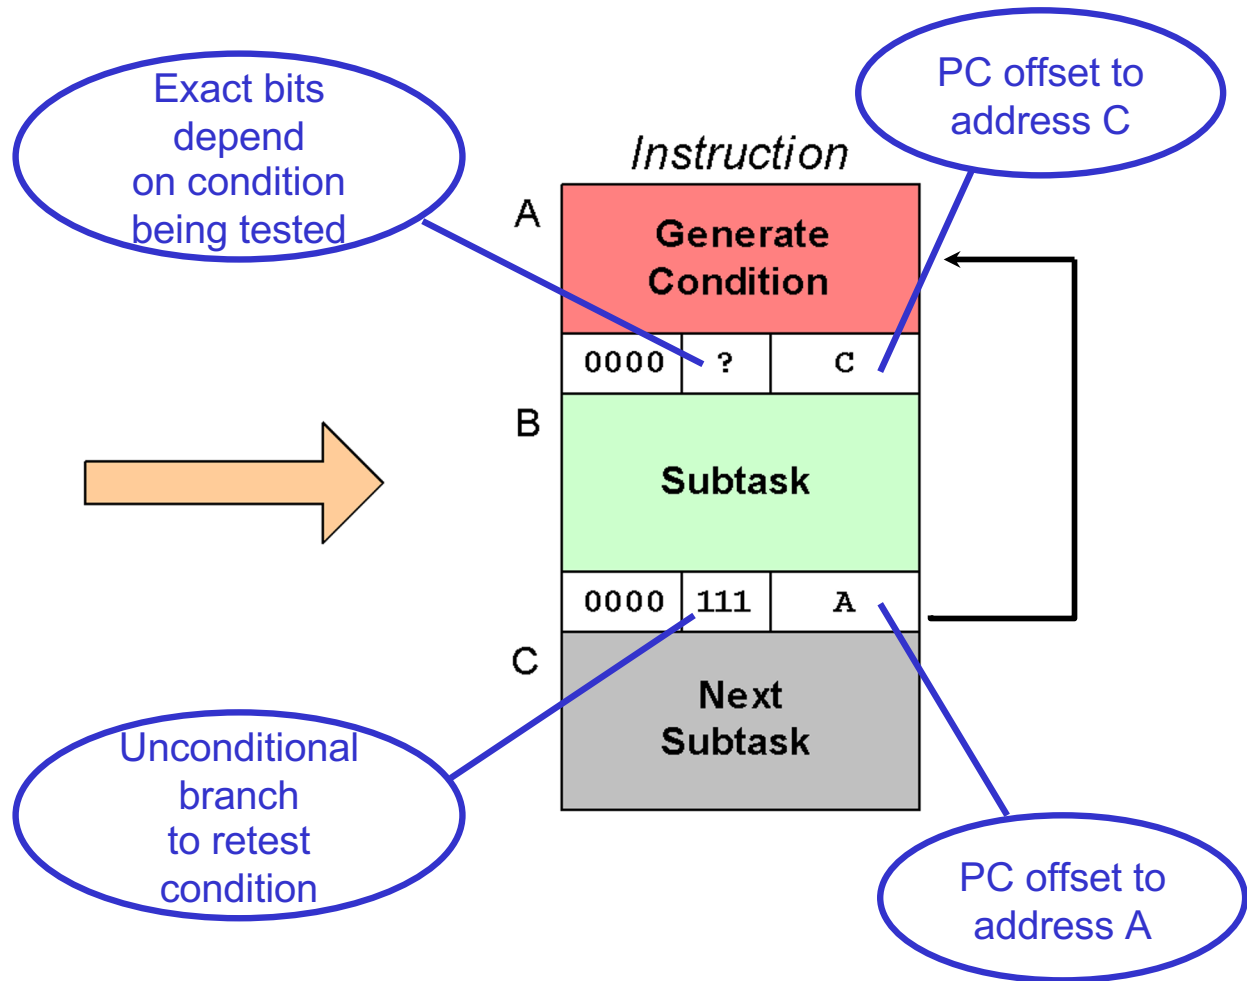 Exact bits
depend
on condition
being tested
PC offset to
address C
Instruction
A
Generate
Condition
0000 ? C
B
Subtask
0000 111 A
C
Next
Subtask
Unconditional
branch
to retest
condition
PC offset to
address A